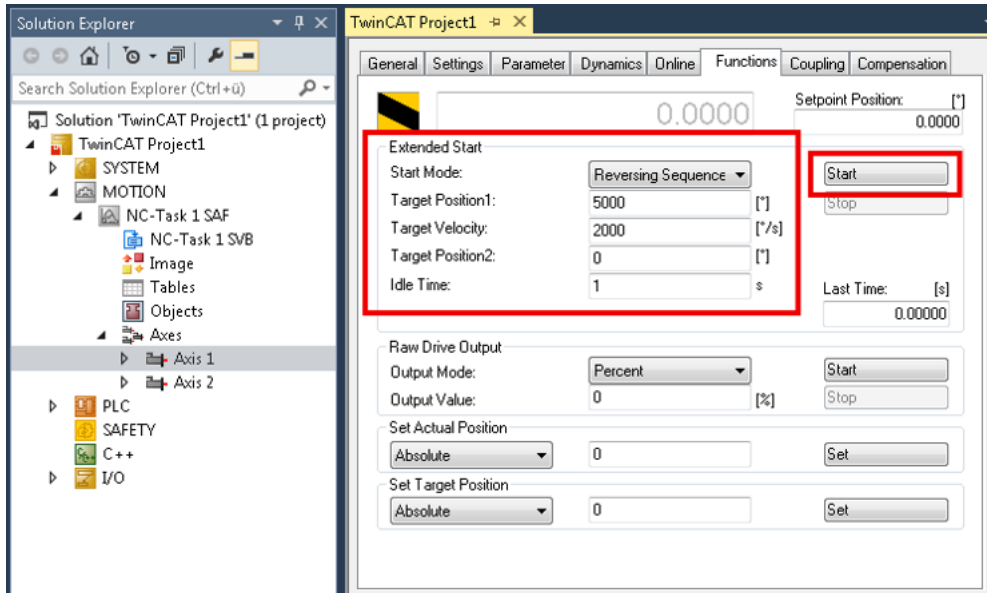 Solution Explorer
Search Solution Explorer (Ctrl+ü)
Solution 'TwinCAT Project1' (1 project)
TwinCAT Project1
SYSTEM
MOTION
NC-Task 1 SAF
NC-Task 1 SVB
Image
Tables
Objects
Axes
Axis 1
Axis 2
PLC
SAFETY
C++
I/O
TwinCAT Project1
General Settings Parameter Dynamics Online Functions Coupling Compensation
0.0000
Setpoint Position: [°]
0.0000
Extended Start
Start Mode: Reversing Sequence Start
Target Position1: 5000 [°] Stop
Target Velocity: 2000 [°/s]
Target Position2: 0 [°]
Idle Time: 1 s Last Time: [s]
0.00000
Raw Drive Output
Output Mode: Percent Start
Output Value: 0 [%] Stop
Set Actual Position
Absolute 0 Set
Set Target Position
Absolute 0 Set